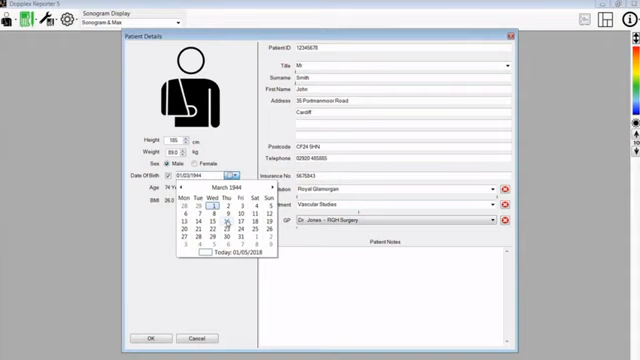 Dopplex Reporter 5
Sonogram Display
Sonogram & Max
Patient Details
Patient ID 12345678
Title Mr
Surname Smith
First Name John
Address 35 Portmanmoor Road
Cardiff
Postcode CF24 5HN
Telephone 02920 485885
Height 185 cm
Weight 89.0 kg
Sex Male Female
Date Of Birth 01/03/1944
Insurance No 5675843
Age 74 Ye
BMI 26.0
March 1944
Mon Tue Wed Thu Fri Sat Sun
28 29 1 2 3 4 5
6 7 8 9 10 11 12
13 14 15 16 17 18 19
20 21 22 23 24 25 26
27 28 29 30 31 1 2
3 4 5 6 7 8 9
Today: 01/05/2018
Royal Glamorgan
Vascular Studies
GP Dr. Jones - RGH Surgery
Patient Notes
OK Cancel